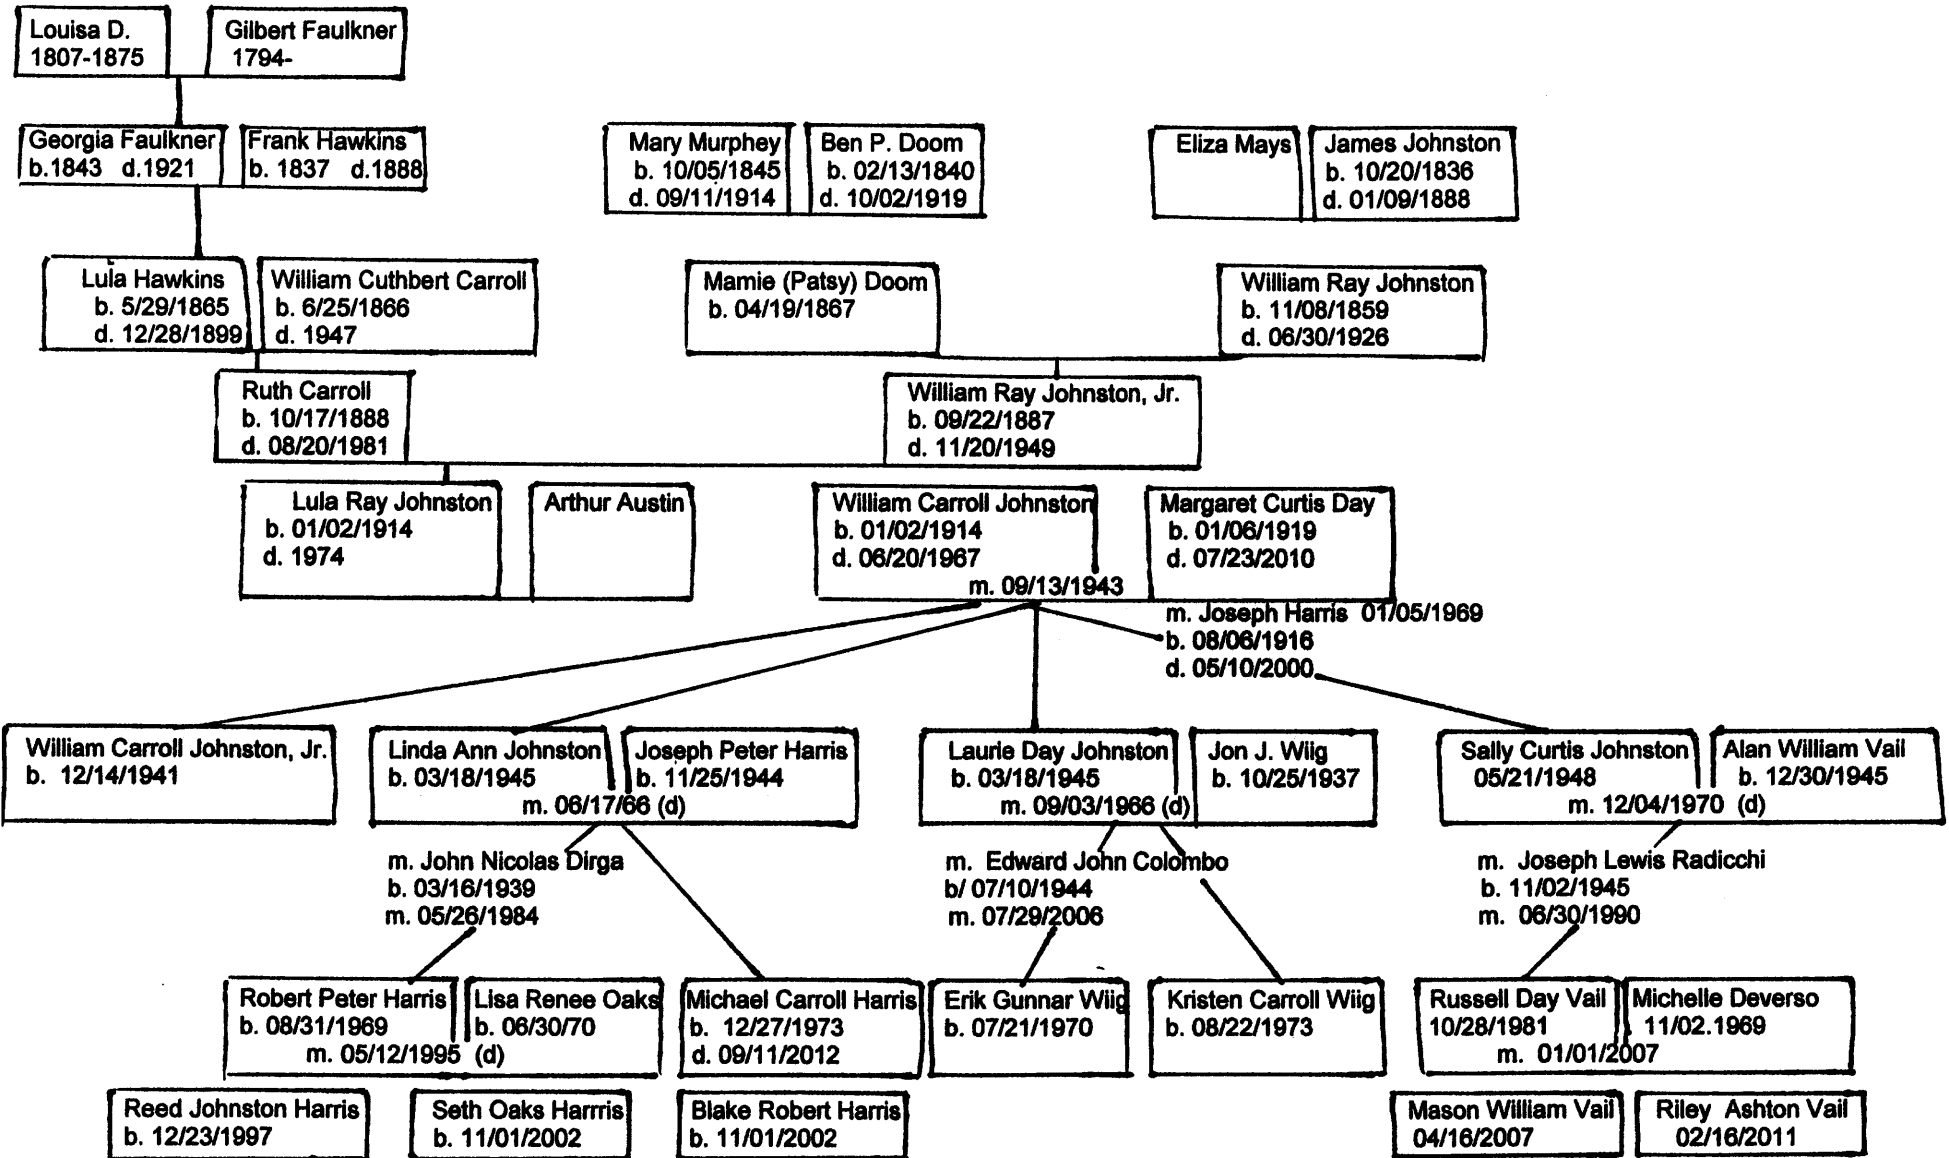 Louisa D.
1807-1875
Gilbert Faulkner
1794-
Georgia Faulkner
b.1843 d.1921
Frank Hawkins
b. 1837 d.1888
Mary Murphey
b. 10/05/1845
d. 09/11/1914
Ben P. Doom
b. 02/13/1840
d. 10/02/1919
Eliza Mays
James Johnston
b. 10/20/1836
d. 01/09/1888
Lula Hawkins
b. 5/29/1865
d. 12/28/1899
William Cuthbert Carroll
b. 6/25/1866
d. 1947
Mamie (Patsy) Doom
b. 04/19/1867
William Ray Johnston
b. 11/08/1859
d. 06/30/1926
Ruth Carroll
b. 10/17/1888
d. 08/20/1981
William Ray Johnston, Jr.
b. 09/22/1887
d. 11/20/1949
Lula Ray Johnston
b. 01/02/1914
d. 1974
Arthur Austin
William Carroll Johnston
b. 01/02/1914
d. 06/20/1967
Margaret Curtis Day
b. 01/06/1919
d. 07/23/2010
m. 09/13/1943
m. Joseph Harris 01/05/1969
b. 08/06/1916
d. 05/10/2000
William Carroll Johnston, Jr.
b. 12/14/1941
Linda Ann Johnston
b. 03/18/1945
Joseph Peter Harris
b. 11/25/1944
m. 06/17/66 (d)
Laurie Day Johnston
b. 03/18/1945
m. 09/03/1966 (d)
Jon J. Wiig
b. 10/25/1937
Sally Curtis Johnston
05/21/1948
Alan William Vail
b. 12/30/1945
m. 12/04/1970 (d)
m. John Nicolas Dirga
b. 03/16/1939
m. 05/26/1984
m. Edward John Colombo
b/ 07/10/1944
m. 07/29/2006
m. Joseph Lewis Radicchi
b. 11/02/1945
m. 06/30/1990
Robert Peter Harris
b. 08/31/1969
Lisa Renee Oaks
b. 06/30/70
m. 05/12/1995 (d)
Michael Carroll Harris
b. 12/27/1973
d. 09/11/2012
Erik Gunnar Wiig
b. 07/21/1970
Kristen Carroll Wiig
b. 08/22/1973
Russell Day Vail
10/28/1981
Michelle Deverso
11/02.1969
m. 01/01/2007
Reed Johnston Harris
b. 12/23/1997
Seth Oaks Harrris
b. 11/01/2002
Blake Robert Harris
b. 11/01/2002
Mason William Vail
04/16/2007
Riley Ashton Vail
02/16/2011